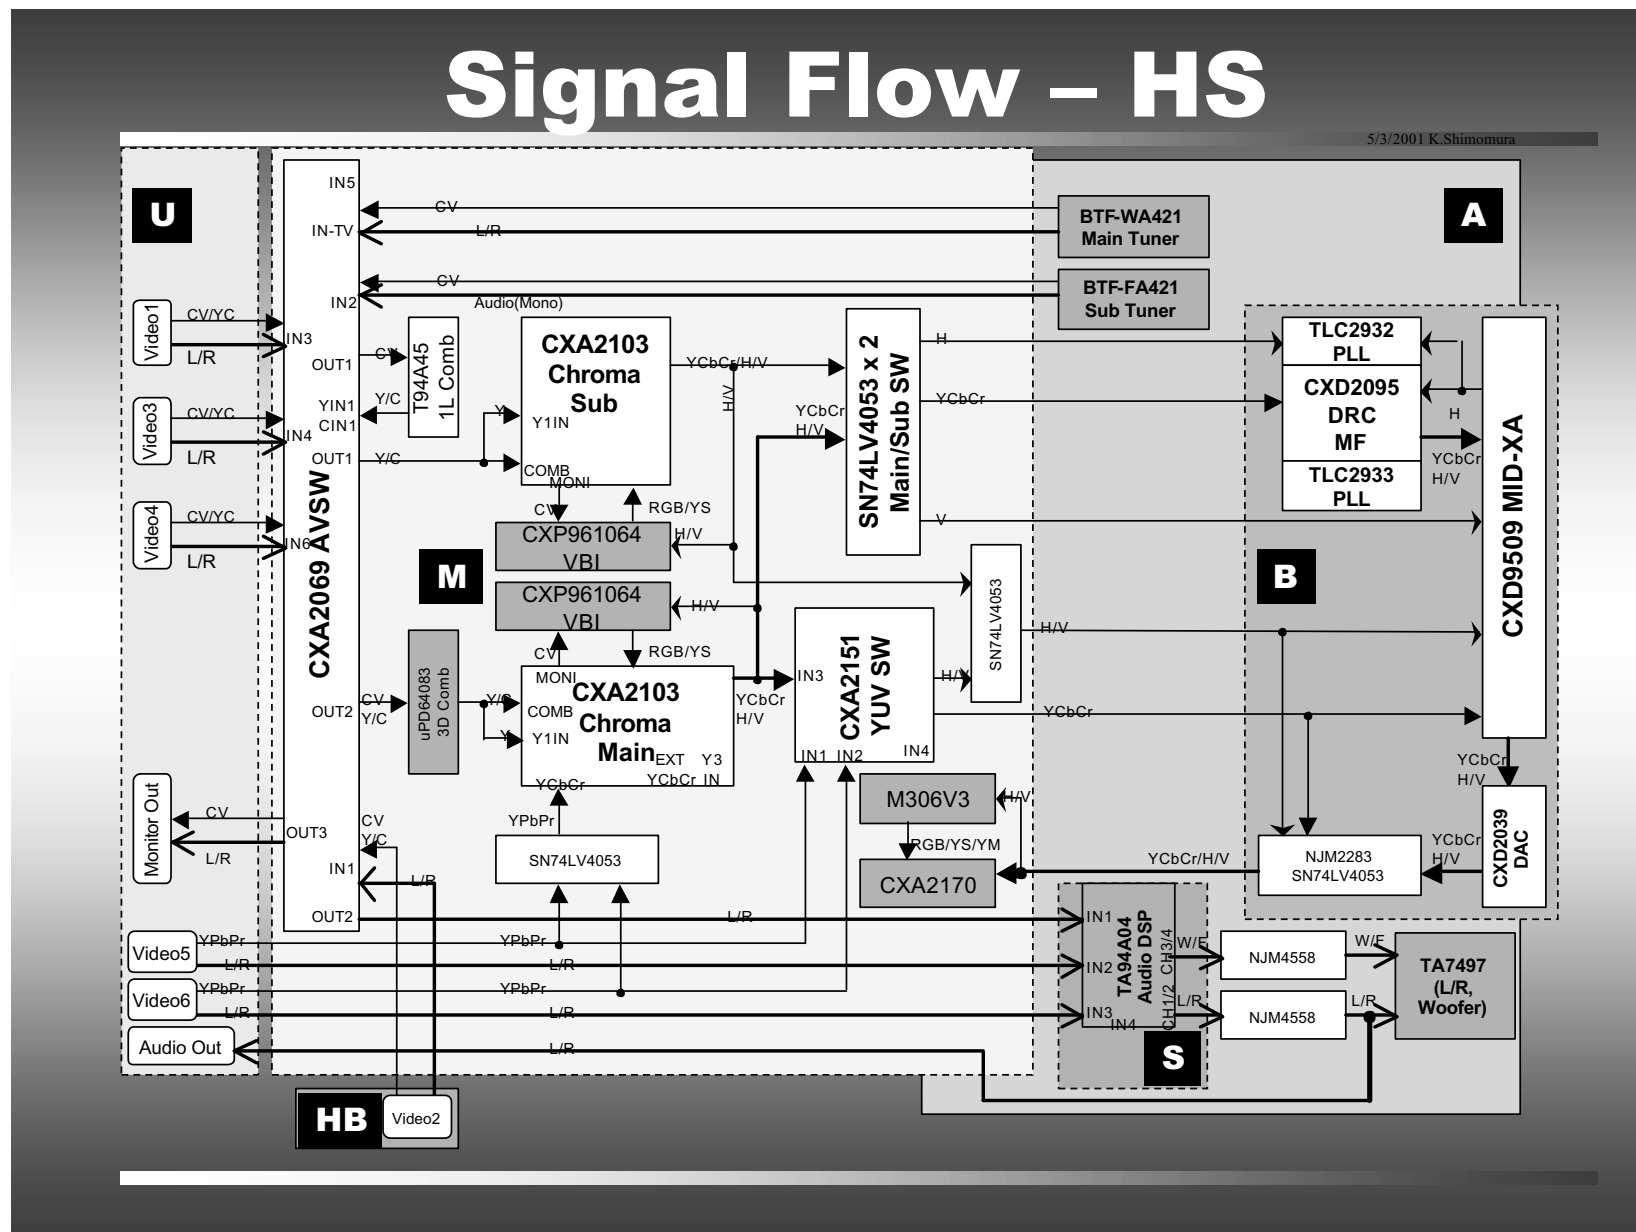 Signal Flow – HS
5/3/2001 K.Shimomura
U
A
IN5
CV
IN-TV
L/R
BTF-WA421
Main Tuner
CV
IN2
Audio(Mono)
BTF-FA421
Sub Tuner
Video1
CV/YC
L/R
IN3
OUT1
CV
T94A45
1L Comb
Y/C
YIN1
CIN1
OUT1
Y/C
CXA2103
Chroma
Sub
Y
Y1IN
COMB
MONI
YCbCr/H/V
H/V
YCbCr
H/V
SN74LV4053 x 2
Main/Sub SW
H
YCbCr
V
TLC2932
PLL
CXD2095
DRC
MF
TLC2933
PLL
H
YCbCr
H/V
CXD9509 MID-XA
Video3
CV/YC
L/R
IN4
Video4
CV/YC
L/R
IN6
CXA2069 AVSW
CV
RGB/YS
CXP961064
VBI
H/V
M
CXP961064
VBI
H/V
CV
RGB/YS
MONI
B
SN74LV4053
H/V
H/V
uPD64083
3D Comb
OUT2
CV
Y/C
Y/C
Y
COMB
Y1IN
CXA2103
Chroma
Main
EXT
Y3
YCbCr
IN
YCbCr
YCbCr
H/V
IN3
CXA2151
YUV SW
IN1
IN2
IN4
YCbCr
YCbCr
H/V
CXD2039
DAC
YCbCr
H/V
NJM2283
SN74LV4053
YCbCr/H/V
M306V3
H/V
RGB/YS/YM
CXA2170
Monitor Out
CV
L/R
OUT3
CV
Y/C
IN1
L/R
OUT2
L/R
YPbPr
SN74LV4053
Video5
YPbPr
YPbPr
L/R
L/R
Video6
YPbPr
YPbPr
L/R
L/R
Audio Out
L/R
IN1
IN2
IN3
IN4
TA94A04
Audio DSP
CH1/2 CH3/4
W/F
L/R
NJM4558
NJM4558
W/F
L/R
TA7497
(L/R,
Woofer)
S
HB
Video2